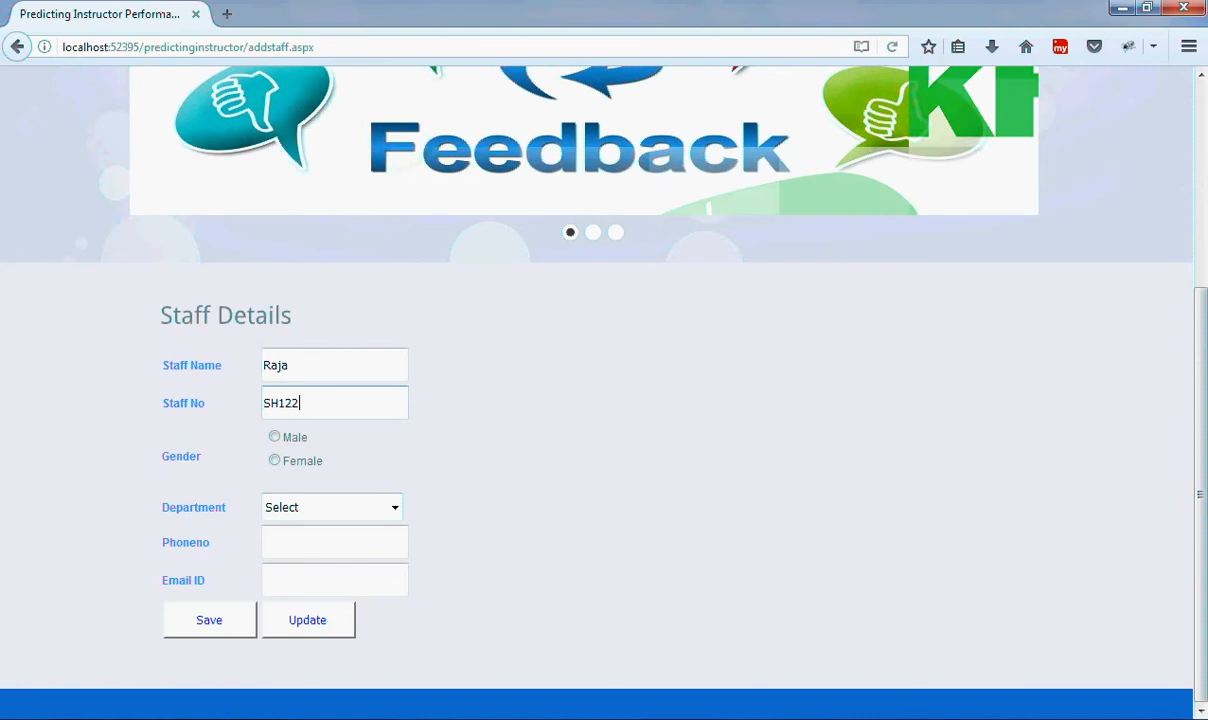 Predicting Instructor Performa...
localhost:52395/predictinginstructor/addstaff.aspx
my
Feedback
Staff Details
Staff Name Raja
Staff No SH122
Gender
Male
Female
Department Select
Phoneno
Email ID
Save Update